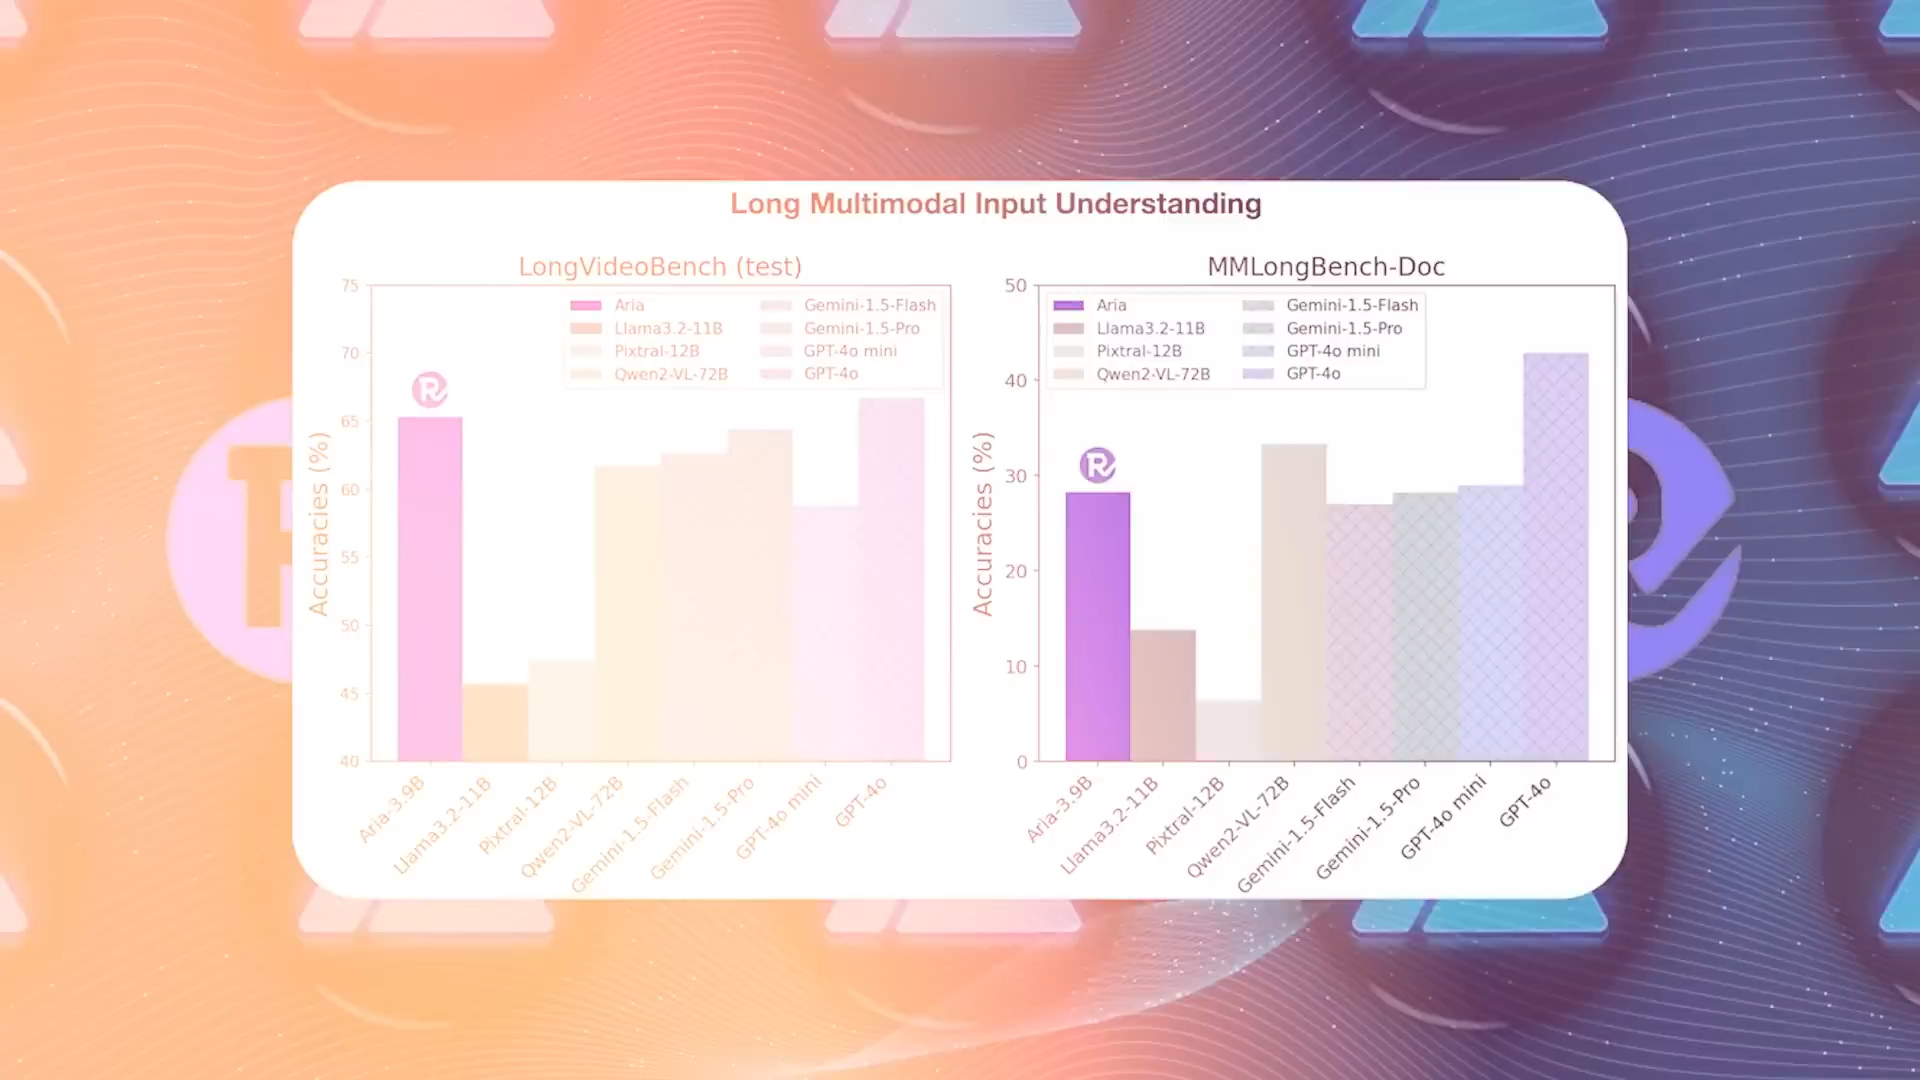 Long Multimodal Input Understanding
LongVideoBench (test)
75
70
65
60
55
50
45
40
Accuracies (%)
Aria
Llama3.2-11B
Pixtral-12B
Qwen2-VL-72B
Gemini-1.5-Flash
Gemini-1.5-Pro
GPT-4o mini
GPT-4o
Aria-3.9B
Llama3.2-11B
Pixtral-12B
Qwen2-VL-72B
Gemini-1.5-Flash
Gemini-1.5-Pro
GPT-4o mini
GPT-4o
MMLongBench-Doc
50
40
30
20
10
0
Accuracies (%)
Aria
Llama3.2-11B
Pixtral-12B
Qwen2-VL-72B
Gemini-1.5-Flash
Gemini-1.5-Pro
GPT-4o mini
GPT-4o
Aria-3.9B
Llama3.2-11B
Pixtral-12B
Qwen2-VL-72B
Gemini-1.5-Flash
Gemini-1.5-Pro
GPT-4o mini
GPT-4o